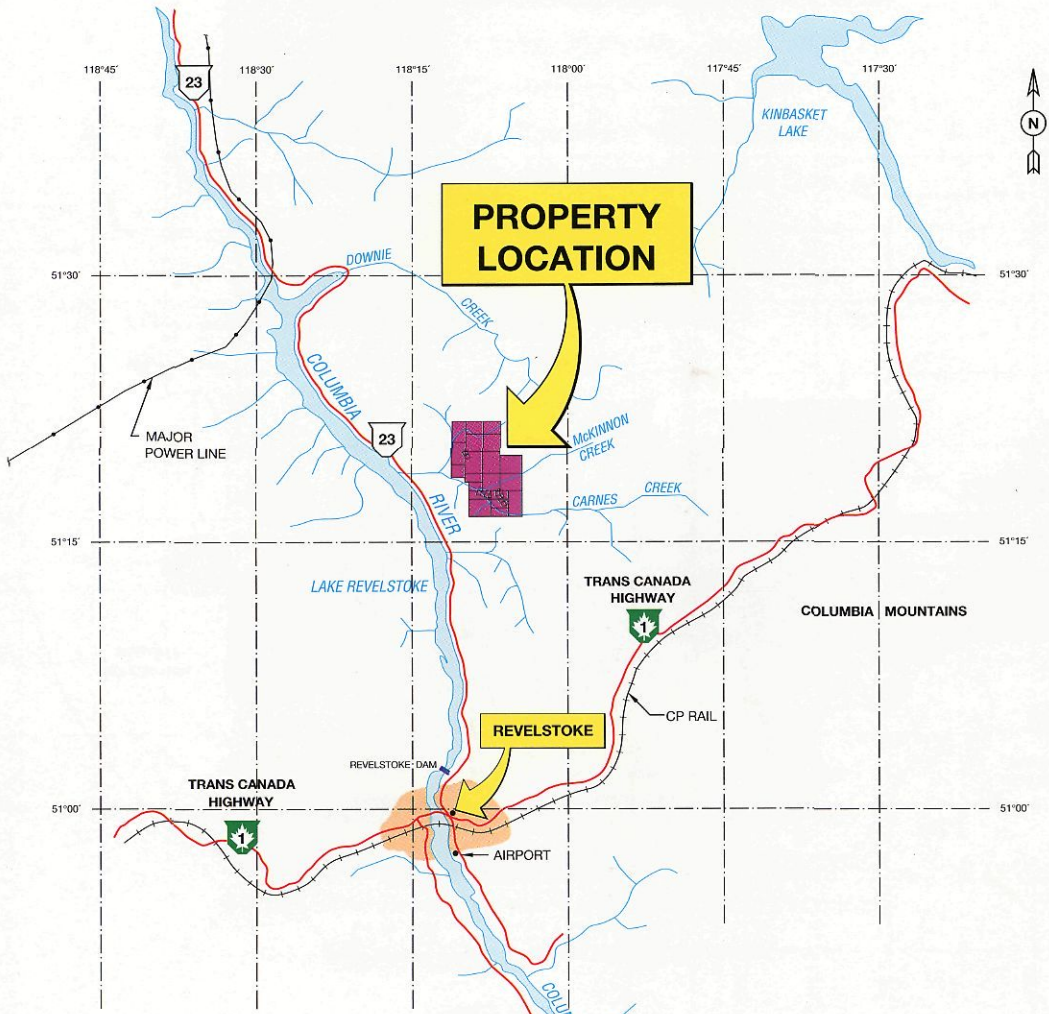 118°45´
118°30´
118°15´
118°00´
117°45´
117°30´
23
KINBASKET
LAKE
N
PROPERTY
LOCATION
DOWNIE
CREEK
51°30´
51°30´
COLUMBIA
RIVER
23
MAJOR
POWER LINE
McKINNON
CREEK
CARNES CREEK
51°15´
51°15´
LAKE REVELSTOKE
TRANS CANADA
HIGHWAY
1
COLUMBIA MOUNTAINS
CP RAIL
REVELSTOKE
REVELSTOKE DAM
TRANS CANADA
HIGHWAY
1
51°00´
51°00´
AIRPORT